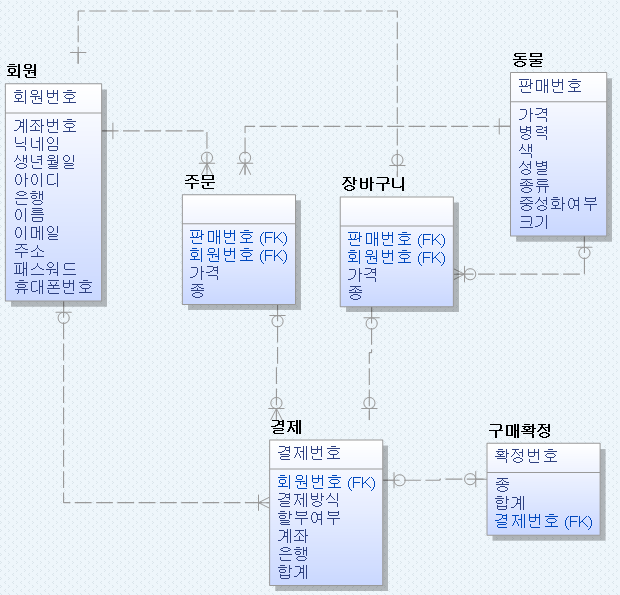 회원
회원번호
계좌번호
닉네임
생년월일
아이디
은행
이름
이메일
주소
패스워드
휴대폰번호
주문
판매번호 (FK)
회원번호 (FK)
가격
종
장바구니
판매번호 (FK)
회원번호 (FK)
가격
종
동물
판매번호
가격
병력
색
성별
종류
중성화여부
크기
결제
결제번호
회원번호 (FK)
결제방식
할부여부
계좌
은행
합계
구매확정
확정번호
종
합계
결제번호 (FK)